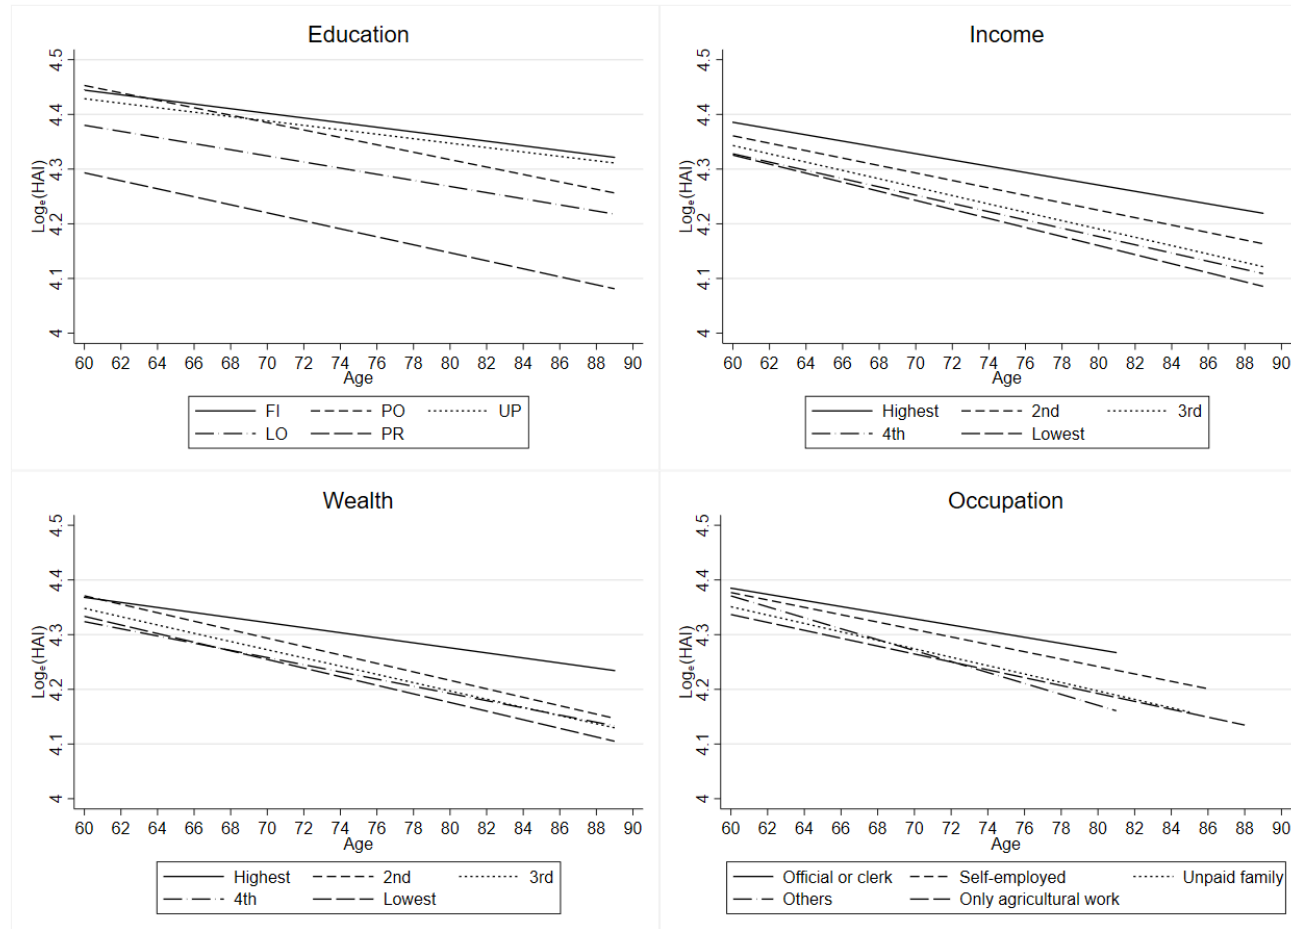 Education
Logₑ(HAI)
4.5
4.4
4.3
4.2
4.1
4
60 62 64 66 68 70 72 74 76 78 80 82 84 86 88 90
Age
FI PO UP
LO PR
Income
Logₑ(HAI)
4.5
4.4
4.3
4.2
4.1
4
60 62 64 66 68 70 72 74 76 78 80 82 84 86 88 90
Age
Highest 2nd 3rd
4th Lowest
Wealth
Logₑ(HAI)
4.5
4.4
4.3
4.2
4.1
4
60 62 64 66 68 70 72 74 76 78 80 82 84 86 88 90
Age
Highest 2nd 3rd
4th Lowest
Occupation
Logₑ(HAI)
4.5
4.4
4.3
4.2
4.1
4
60 62 64 66 68 70 72 74 76 78 80 82 84 86 88 90
Age
Official or clerk Self-employed Unpaid family
Others Only agricultural work